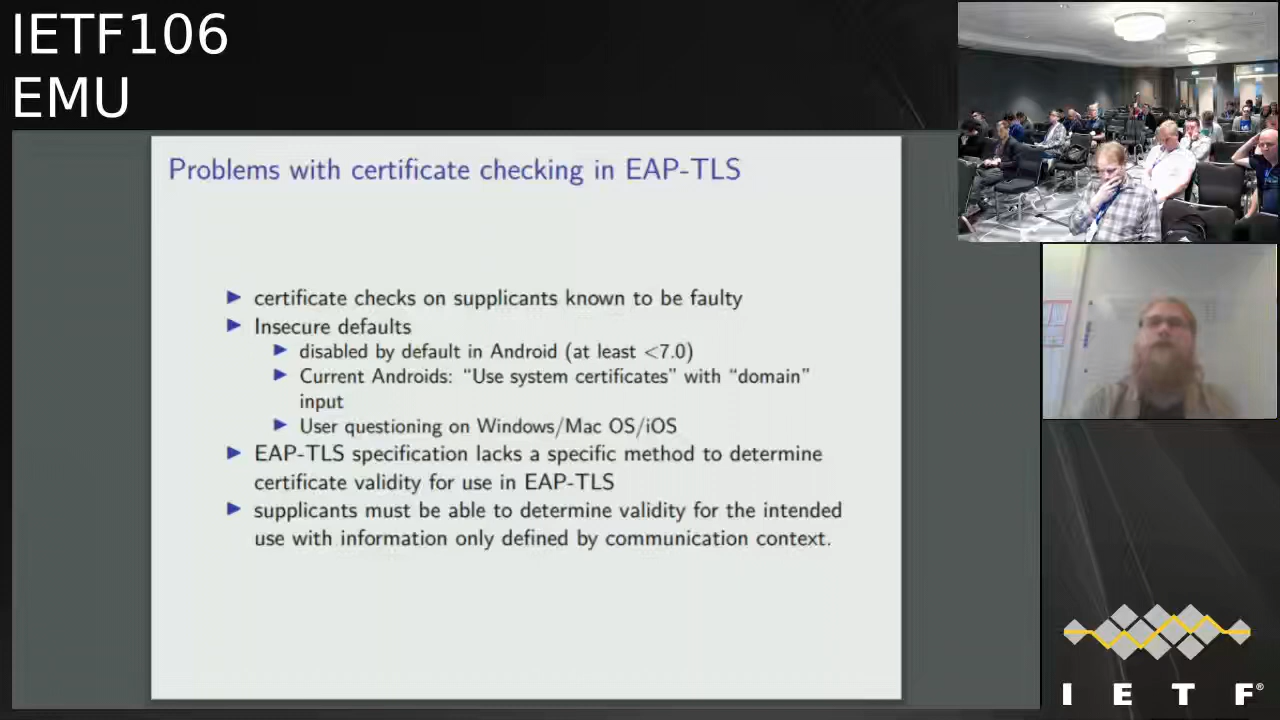 IETF106
EMU
Problems with certificate checking in EAP-TLS
▶ certificate checks on supplicants known to be faulty
▶ Insecure defaults
▶ disabled by default in Android (at least <7.0)
▶ Current Androids: “Use system certificates” with “domain”
input
▶ User questioning on Windows/Mac OS/iOS
▶ EAP-TLS specification lacks a specific method to determine
certificate validity for use in EAP-TLS
▶ supplicants must be able to determine validity for the intended
use with information only defined by communication context.
I E T F®